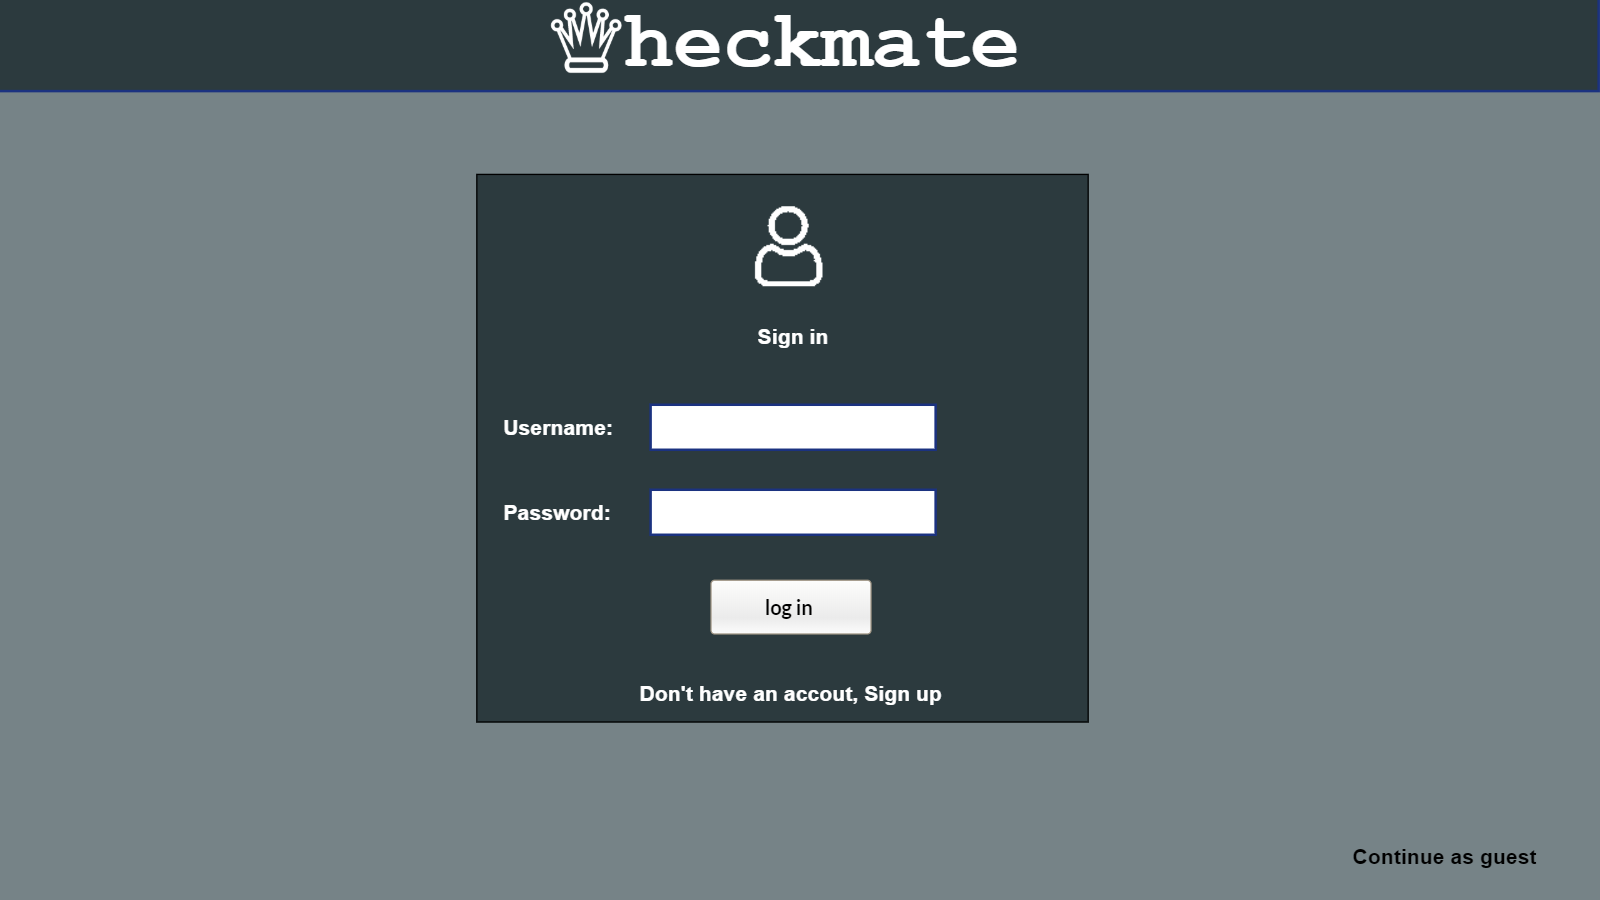 heckmate
Sign in
Username:
Password:
log in
Don't have an accout, Sign up
Continue as guest